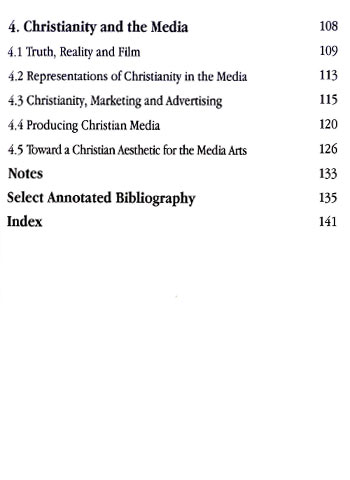 4. Christianity and the Media 108
4.1 Truth, Reality and Film 109
4.2 Representations of Christianity in the Media 113
4.3 Christianity, Marketing and Advertising 115
4.4 Producing Christian Media 120
4.5 Toward a Christian Aesthetic for the Media Arts 126
Notes 133
Select Annotated Bibliography 135
Index 141